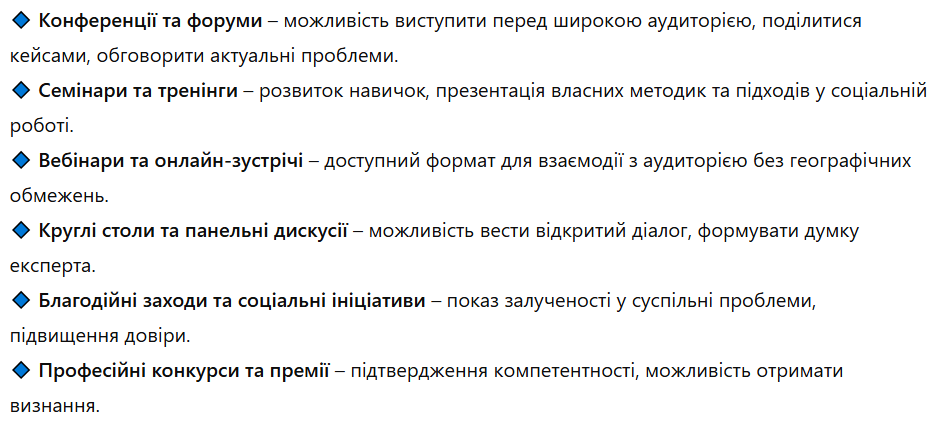 🔷 Конференції та форуми – можливість виступити перед широкою аудиторією, поділитися
кейсами, обговорити актуальні проблеми.
🔷 Семінари та тренінги – розвиток навичок, презентація власних методик та підходів у соціальній
роботі.
🔷 Вебінари та онлайн-зустрічі – доступний формат для взаємодії з аудиторією без географічних
обмежень.
🔷 Круглі столи та панельні дискусії – можливість вести відкритий діалог, формувати думку
експерта.
🔷 Благодійні заходи та соціальні ініціативи – показ залученості у суспільні проблеми,
підвищення довіри.
🔷 Професійні конкурси та премії – підтвердження компетентності, можливість отримати
визнання.